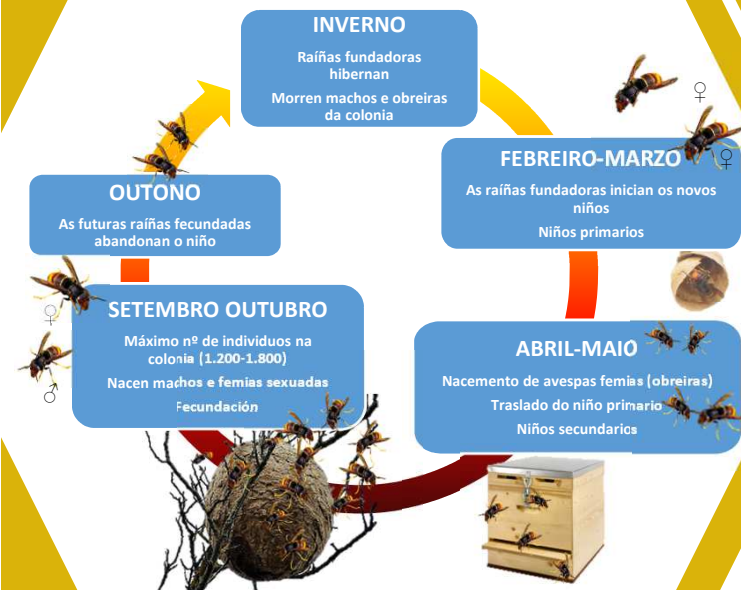 INVERNO
Raíñas fundadoras
hibernan
Morren machos e obreiras
da colonia
♀
♀
FEBREIRO-MARZO
As raíñas fundadoras inician os novos
niños
Niños primarios
OUTONO
As futuras raíñas fecundadas
abandonan o niño
♀
♂
SETEMBRO OUTUBRO
Máximo nº de individuos na
colonia (1.200-1.800)
Nacen machos e femias sexuadas
Fecundación
ABRIL-MAIO
Nacemento de avespas femias (obreiras)
Traslado do niño primario
Niños secundarios